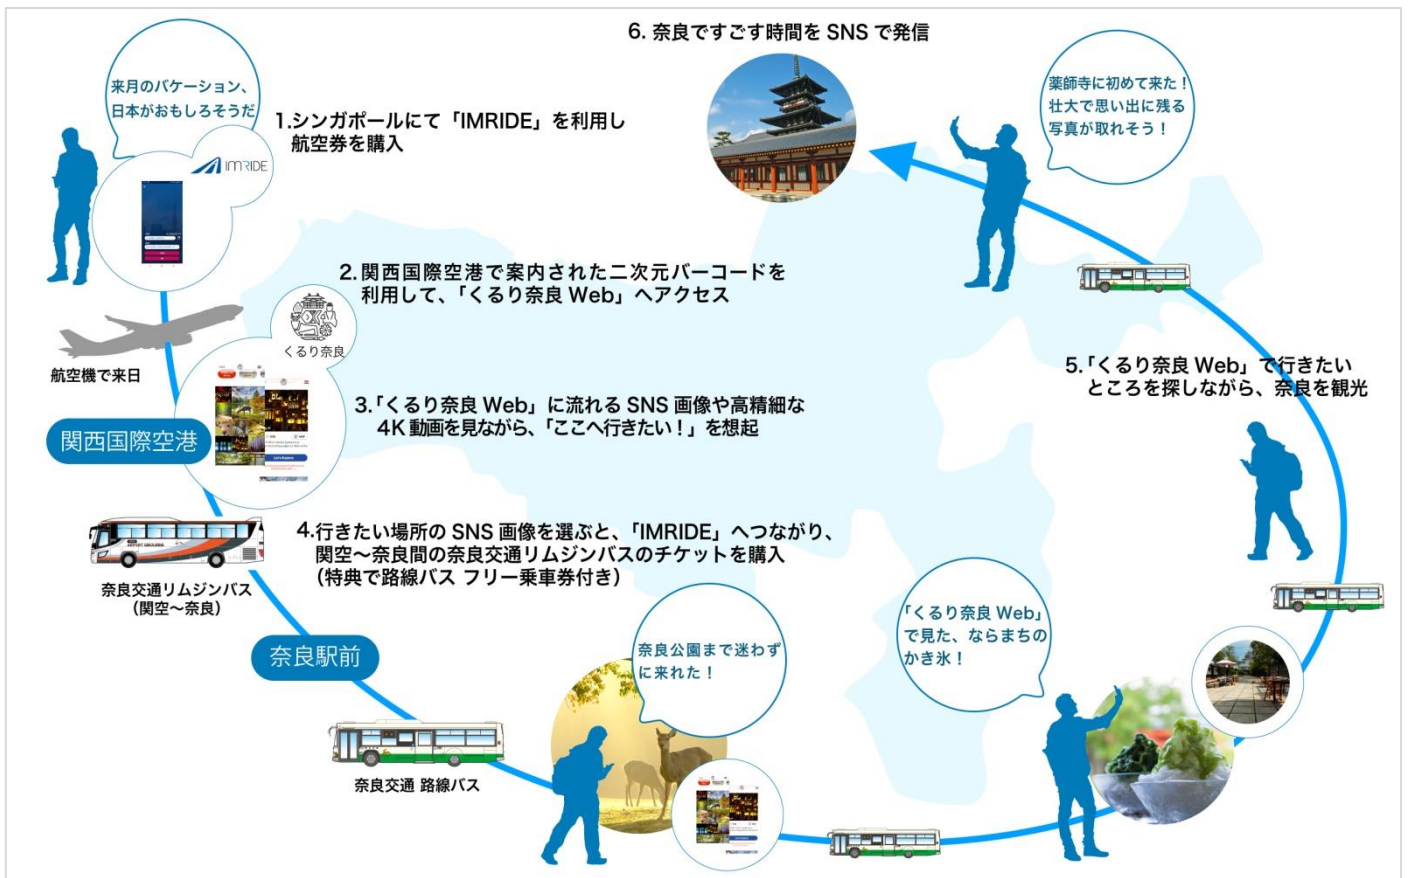 来月のバケーション、
日本がおもしろそうだ
IMRIDE
1.シンガポールにて「IMRIDE」を利用し
航空券を購入
航空機で来日
2.関西国際空港で案内された二次元バーコードを
利用して、「くるり奈良 Web」へアクセス
くるり奈良
関西国際空港
3.「くるり奈良 Web」に流れる SNS 画像や高精細な
4K 動画を見ながら、「ここへ行きたい！」を想起
Let's Explore
奈良交通リムジンバス
（関空〜奈良）
4.行きたい場所の SNS 画像を選ぶと、「IMRIDE」へつながり、
関空〜奈良間の奈良交通リムジンバスのチケットを購入
（特典で路線バス フリー乗車券付き）
奈良駅前
奈良交通 路線バス
奈良公園まで迷わず
に来れた！
「くるり奈良 Web」
で見た、ならまちの
かき氷！
5.「くるり奈良 Web」で行きたい
ところを探しながら、奈良を観光
薬師寺に初めて来た！
壮大で思い出に残る
写真が取れそう！
6. 奈良ですごす時間を SNS で発信